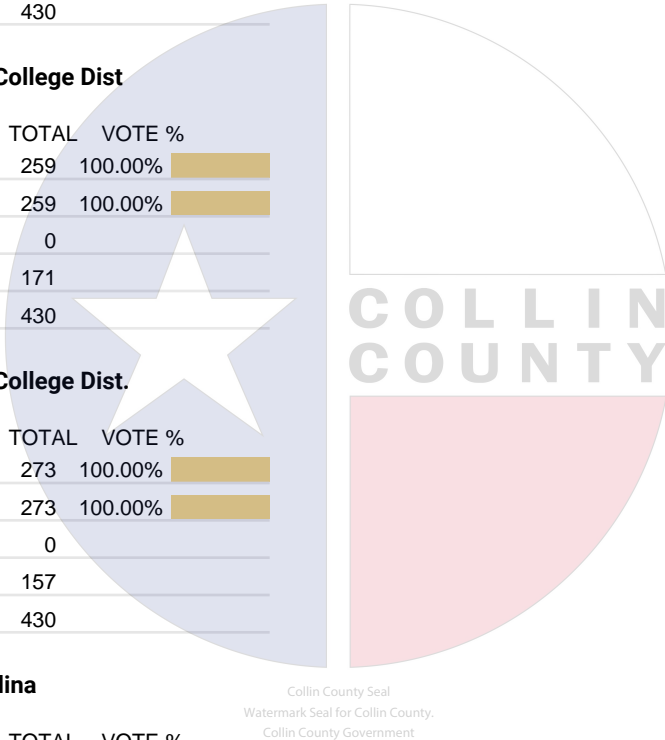 430
College Dist
TOTAL VOTE %
259 100.00%
259 100.00%
0
171
430
COLLIN
COUNTY
College Dist.
TOTAL VOTE %
273 100.00%
273 100.00%
0
157
430
lina
Collin County Seal
Watermark Seal for Collin County.
Collin County Government
TOTAL VOTE %